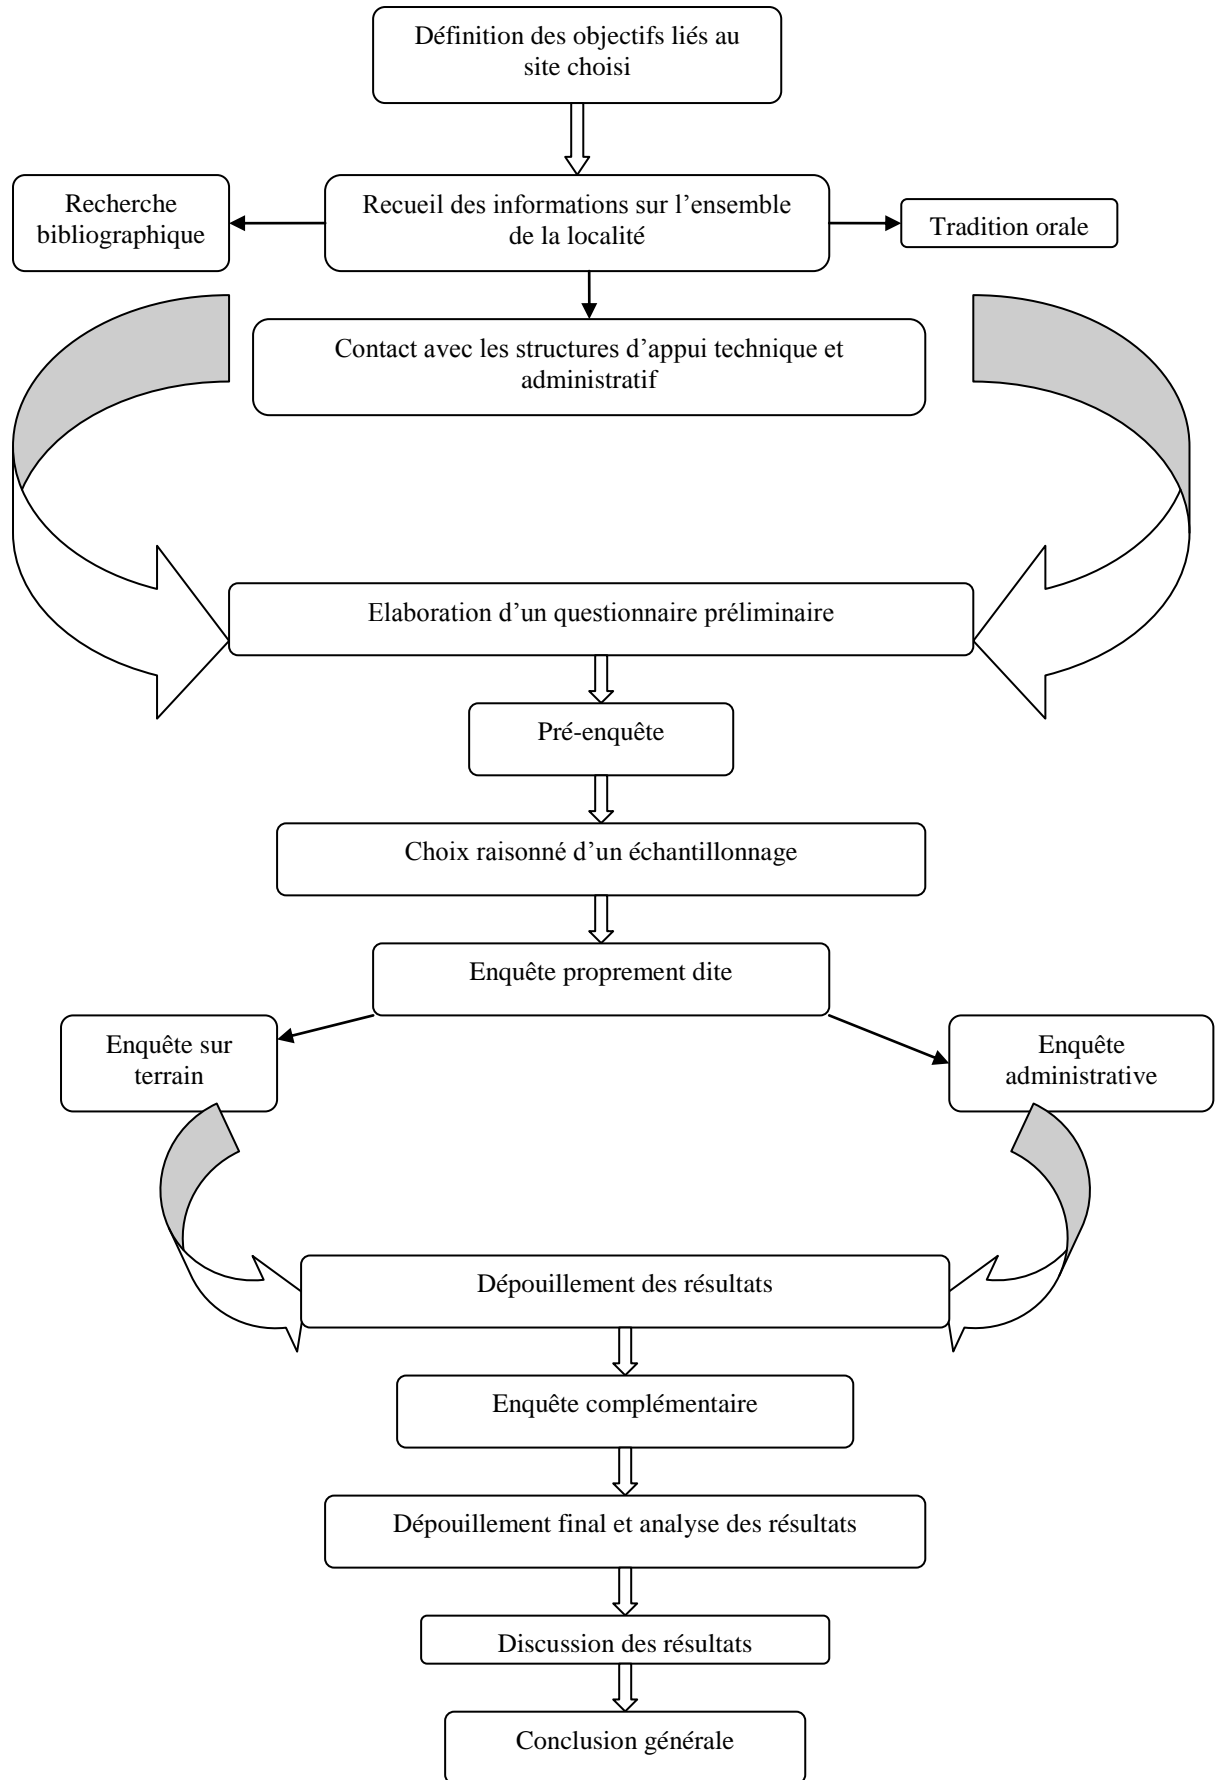 Définition des objectifs liés au
site choisi
Recherche
bibliographique
Recueil des informations sur l’ensemble
de la localité
Tradition orale
Contact avec les structures d’appui technique et
administratif
Elaboration d’un questionnaire préliminaire
Pré-enquête
Choix raisonné d’un échantillonnage
Enquête proprement dite
Enquête sur
terrain
Enquête
administrative
Dépouillement des résultats
Enquête complémentaire
Dépouillement final et analyse des résultats
Discussion des résultats
Conclusion générale